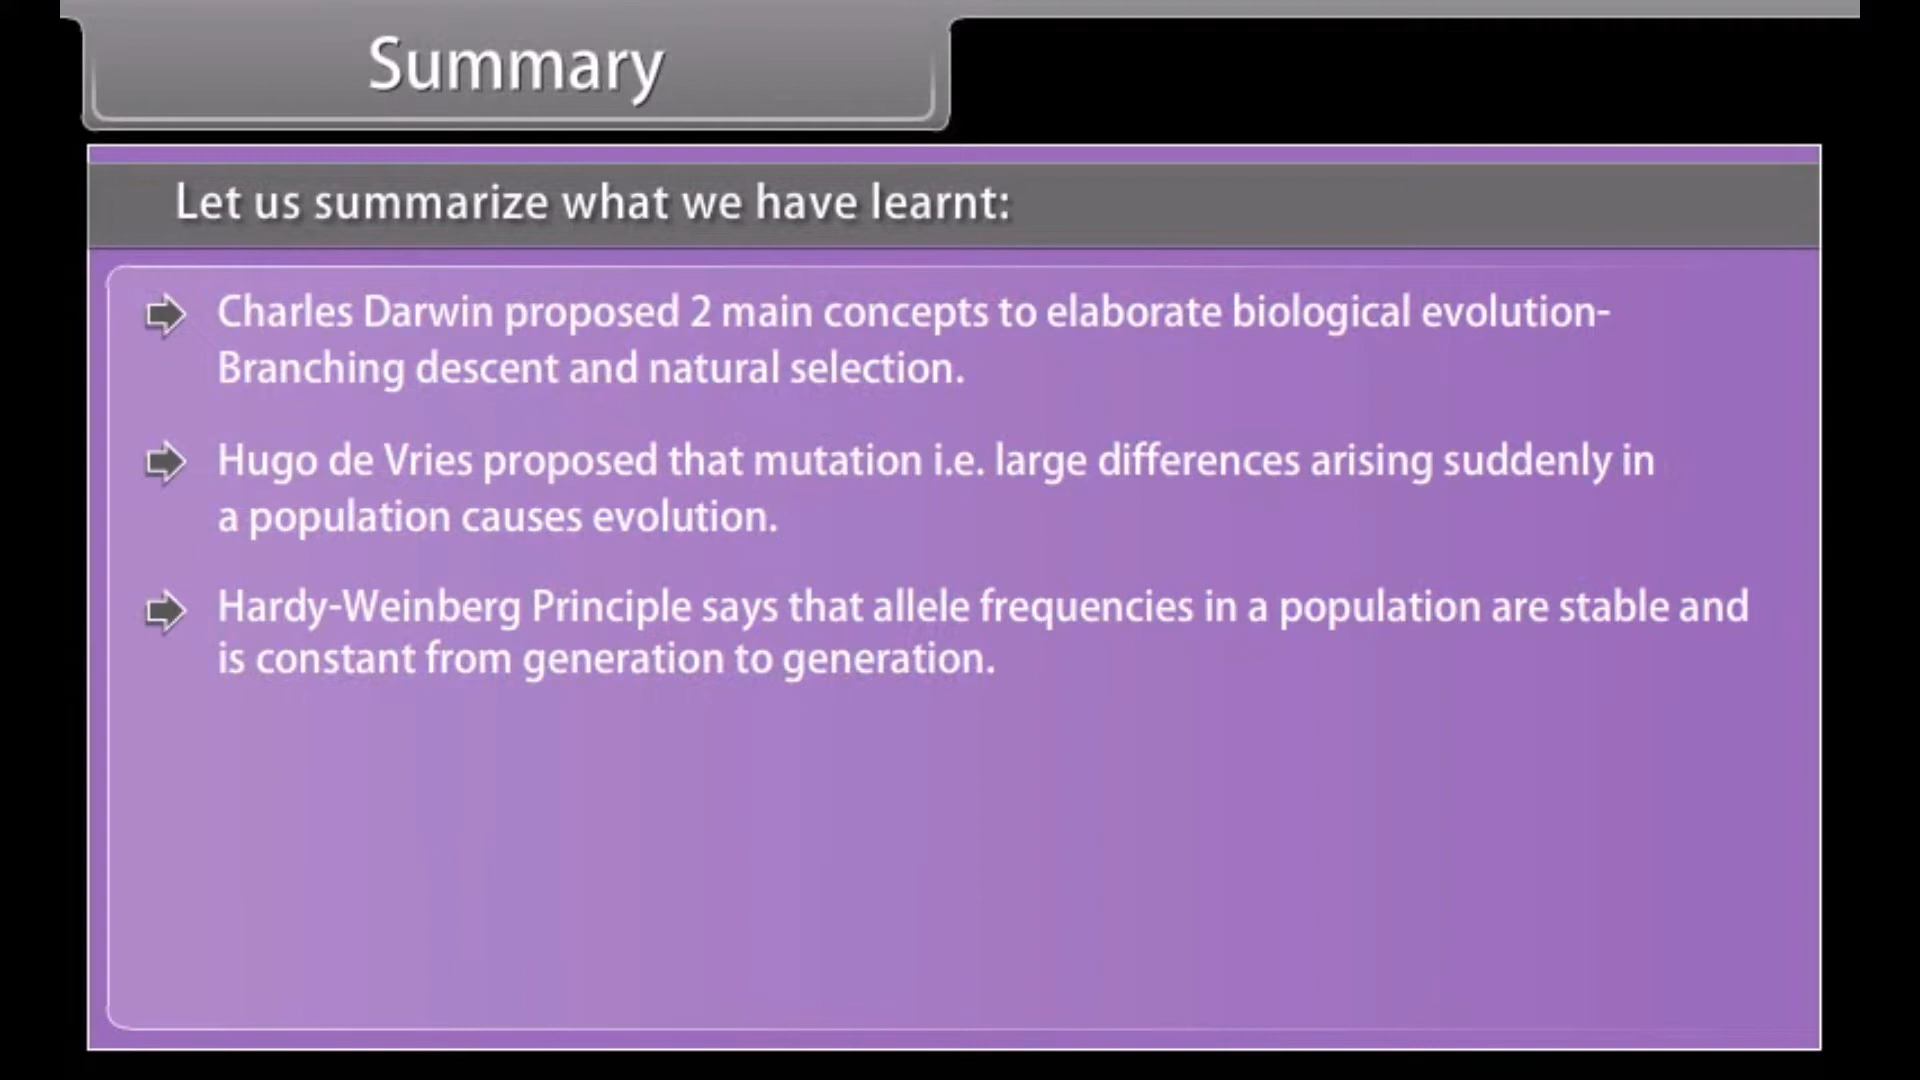 Summary
Let us summarize what we have learnt:
Charles Darwin proposed 2 main concepts to elaborate biological evolution-
Branching descent and natural selection.
Hugo de Vries proposed that mutation i.e. large differences arising suddenly in
a population causes evolution.
Hardy-Weinberg Principle says that allele frequencies in a population are stable and
is constant from generation to generation.